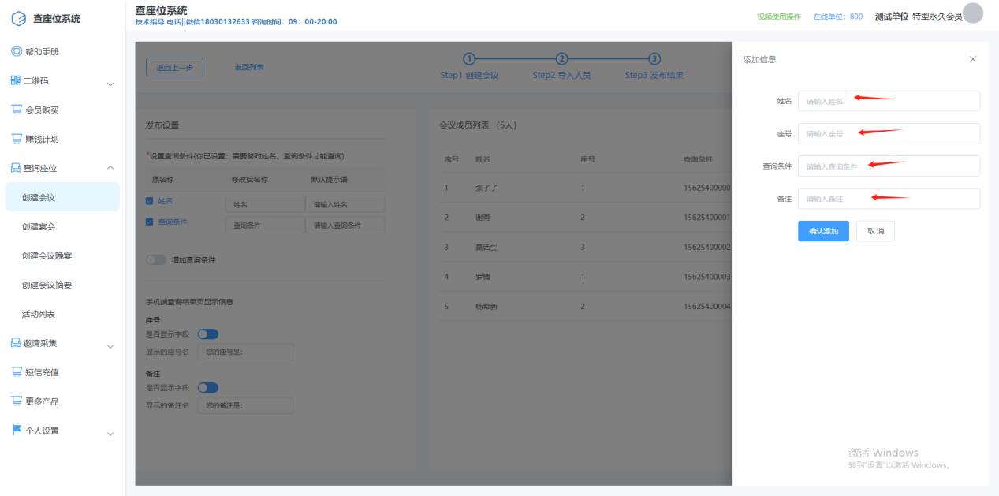 查座位系统
帮助手册
二维码
会员购买
赚钱计划
查询座位
创建会议
创建宴会
创建会议晚宴
创建会议摘要
活动列表
邀请采集
短信充值
更多产品
个人设置
查座位系统
技术指导 电话||微信18030132633 咨询时间：09：00-20:00
视频使用操作 在线单位：800 测试单位 特型永久会员
返回上一步 返回列表
1 2 3
Step1 创建会议 Step2 导入人员 Step3 发布结果
发布设置
*设置查询条件(你已设置：需要答对姓名、查询条件才能查询)
原名称 修改后名称 默认提示语
姓名 姓名 请输入姓名
查询条件 查询条件 请输入查询条件
增加查询条件
手机端查询结果页显示信息
座号
是否显示字段
显示的座号名 您的座号是:
备注
是否显示字段
显示的备注名 您的备注是:
会议成员列表 （5人）
序号 姓名 座号 查询条件
1 张了了 1 15625400000
2 谢霄 2 15625400001
3 莫话生 3 15625400002
4 罗情 1 15625400003
5 杨希新 2 15625400004
添加信息
姓名 请输入姓名
座号 请输入座号
查询条件 请输入查询条件
备注 请输入备注
确认添加 取 消
激活 Windows
转到"设置"以激活 Windows。